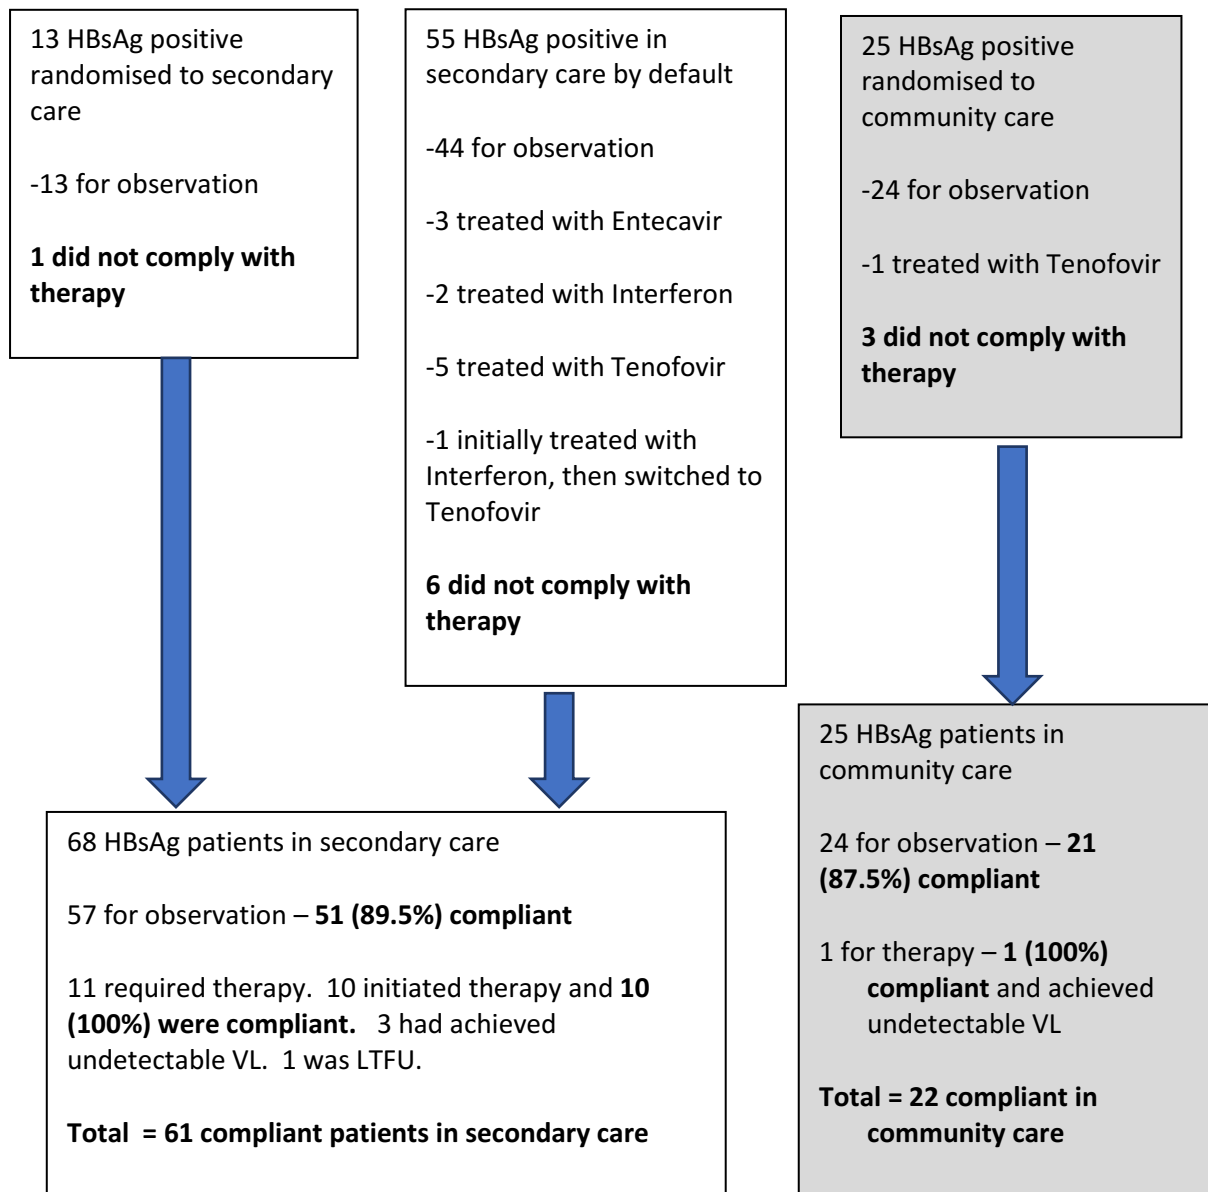 13 HBsAg positive
randomised to secondary
care
-13 for observation
1 did not comply with
therapy
55 HBsAg positive in
secondary care by default
-44 for observation
-3 treated with Entecavir
-2 treated with Interferon
-5 treated with Tenofovir
-1 initially treated with
Interferon, then switched to
Tenofovir
6 did not comply with
therapy
25 HBsAg positive
randomised to
community care
-24 for observation
-1 treated with Tenofovir
3 did not comply with
therapy
68 HBsAg patients in secondary care
57 for observation – 51 (89.5%) compliant
11 required therapy.  10 initiated therapy and 10
(100%) were compliant.   3 had achieved
undetectable VL.  1 was LTFU.
Total  = 61 compliant patients in secondary care
25 HBsAg patients in
community care
24 for observation – 21
(87.5%) compliant
1 for therapy – 1 (100%)
compliant and achieved
undetectable VL
Total = 22 compliant in
community care